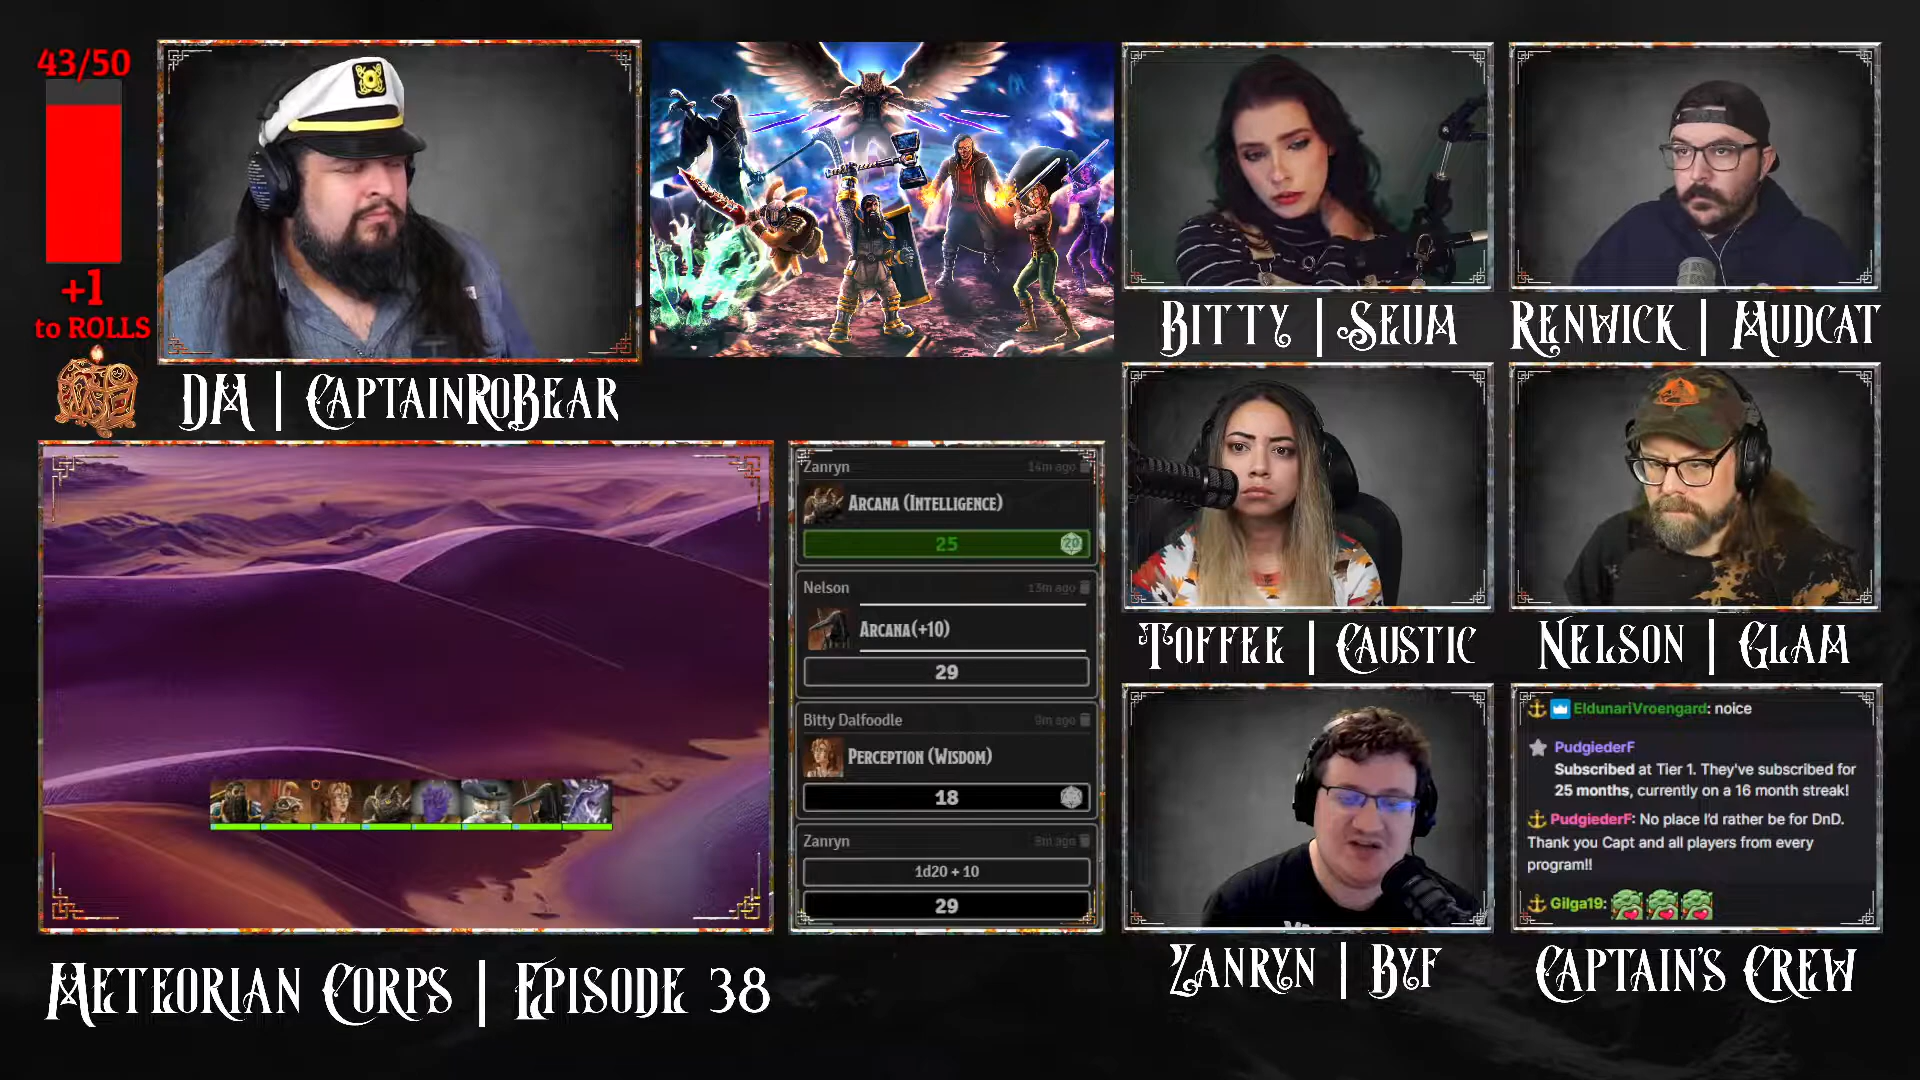 43/50
+1
to ROLLS
DM | CaptainRoBear
Bitty | Seum
Renwick | Mudcat
Toffee | Caustic
Nelson | Glam
Zanryn | Byf
Captain's Crew
Meteorian Corps | Episode 38
Zanryn 14m ago
Arcana (Intelligence)
25
20
Nelson 13m ago
Arcana(+10)
29
Bitty Dalfoodle 9m ago
Perception (Wisdom)
18
Zanryn 8m ago
1d20 + 10
29
EldunariVroengard: noice
PudgiederF
Subscribed at Tier 1. They've subscribed for
25 months, currently on a 16 month streak!
PudgiederF: No place I'd rather be for DnD.
Thank you Capt and all players from every
program!!
Gilga19: